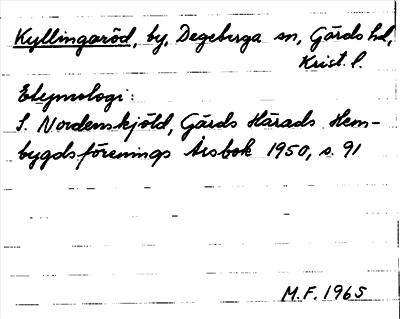 Kyllingaröd, by, Degeberga sn, Gärds hd,
Krist. l.
Etymologi:
S. Nordenskjöld, Gärds Härads Hem-
bygdsförenings Årsbok 1950, s. 91
M.F. 1965